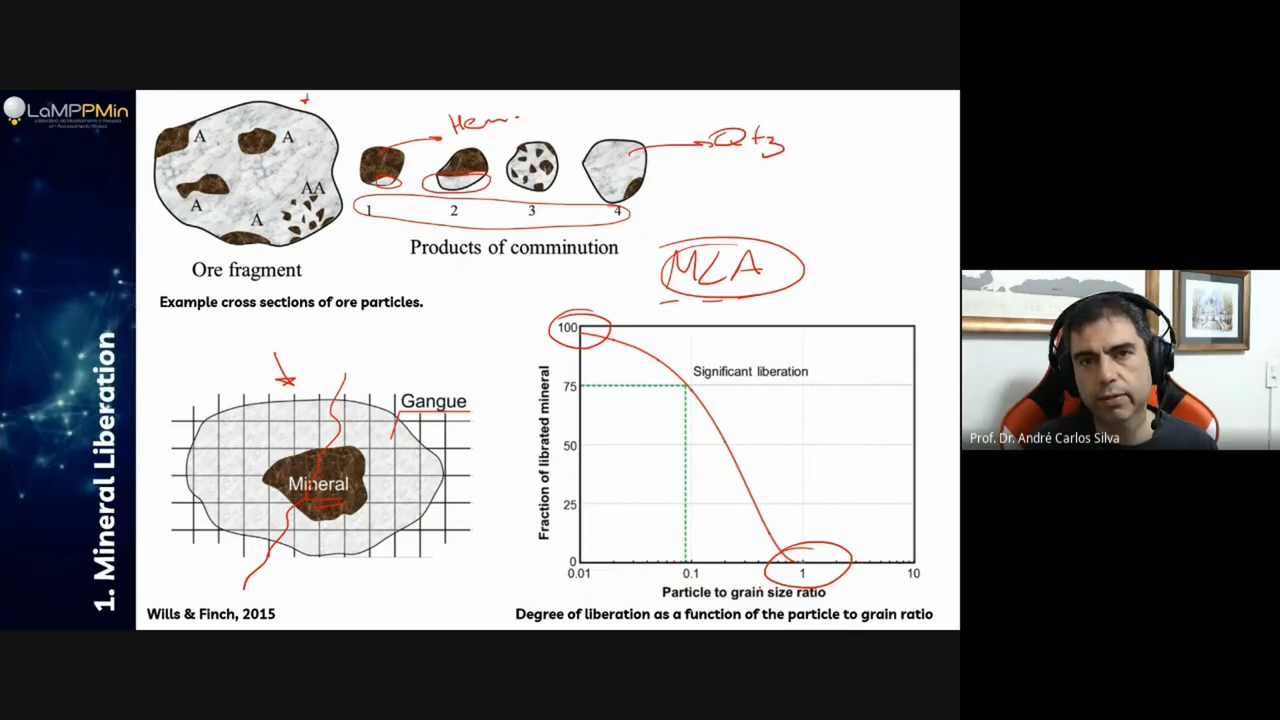 LaMPPMin
1. Mineral Liberation
A
A
A
A
AA
Ore fragment
Hem.
Qtz
1
2
3
4
Products of comminution
Example cross sections of ore particles.
MLA
Gangue
Mineral
Wills & Finch, 2015
100
75
50
25
0
Fraction of librated mineral
Significant liberation
0.01
0.1
1
10
Particle to grain size ratio
Degree of liberation as a function of the particle to grain ratio
Prof. Dr. André Carlos Silva